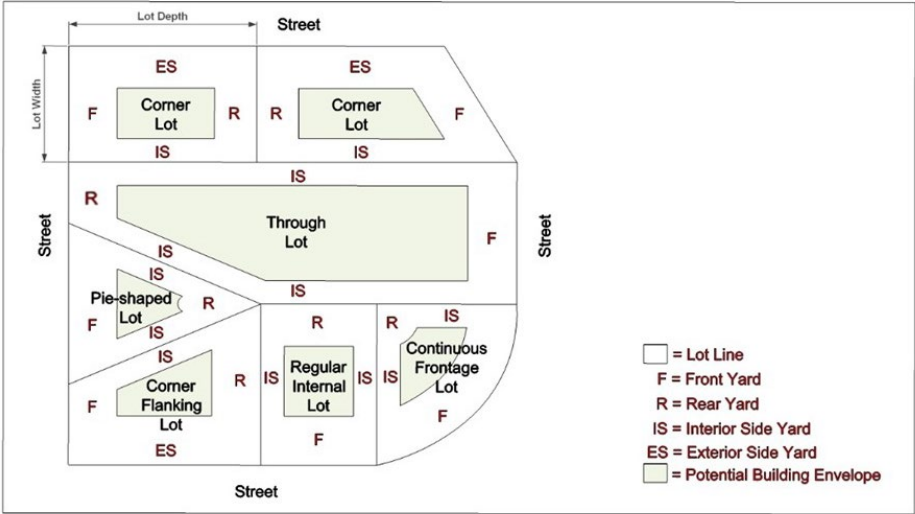 Lot Depth
Street
Lot Width
ES
ES
F
Corner
Lot
R
R
Corner
Lot
F
IS
IS
IS
R
Through
Lot
F
Street
Street
IS
IS
IS
Pie-shaped
Lot
R
F
IS
R
R
IS
IS
Continuous
Frontage
Lot
F
IS
R
IS
Regular
Internal
Lot
IS
F
Corner
Flanking
Lot
F
ES
Street
= Lot Line
F = Front Yard
R = Rear Yard
IS = Interior Side Yard
ES = Exterior Side Yard
= Potential Building Envelope